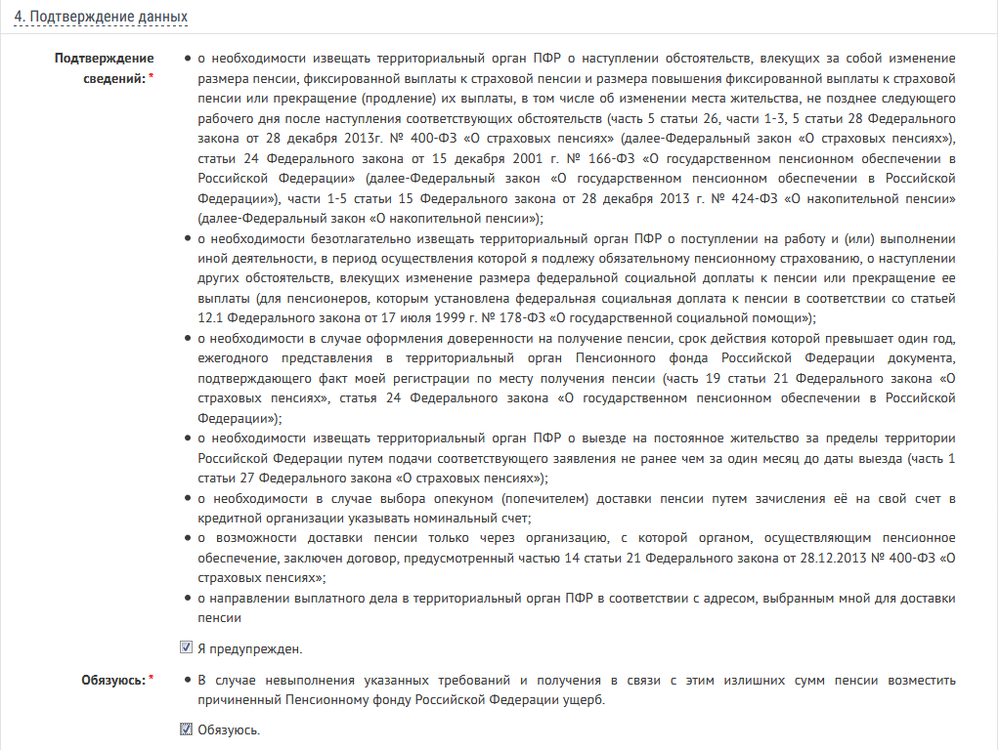 4. Подтверждение данных
Подтверждение сведений: *
• о необходимости извещать территориальный орган ПФР о наступлении обстоятельств, влекущих за собой изменение
размера пенсии, фиксированной выплаты к страховой пенсии и размера повышения фиксированной выплаты к страховой
пенсии или прекращение (продление) их выплаты, в том числе об изменении места жительства, не позднее следующего
рабочего дня после наступления соответствующих обстоятельств (часть 5 статьи 26, части 1-3, 5 статьи 28 Федерального
закона от 28 декабря 2013г. № 400-ФЗ «О страховых пенсиях» (далее-Федеральный закон «О страховых пенсиях»),
статьи 24 Федерального закона от 15 декабря 2001 г. № 166-ФЗ «О государственном пенсионном обеспечении в
Российской Федерации» (далее-Федеральный закон «О государственном пенсионном обеспечении в Российской
Федерации»), части 1-5 статьи 15 Федерального закона от 28 декабря 2013 г. № 424-ФЗ «О накопительной пенсии»
(далее-Федеральный закон «О накопительной пенсии»);
• о необходимости безотлагательно извещать территориальный орган ПФР о поступлении на работу и (или) выполнении
иной деятельности, в период осуществления которой я подлежу обязательному пенсионному страхованию, о наступлении
других обстоятельств, влекущих изменение размера федеральной социальной доплаты к пенсии или прекращение ее
выплаты (для пенсионеров, которым установлена федеральная социальная доплата к пенсии в соответствии со статьей
12.1 Федерального закона от 17 июля 1999 г. № 178-ФЗ «О государственной социальной помощи»);
• о необходимости в случае оформления доверенности на получение пенсии, срок действия которой превышает один год,
ежегодного представления в территориальный орган Пенсионного фонда Российской Федерации документа,
подтверждающего факт моей регистрации по месту получения пенсии (часть 19 статьи 21 Федерального закона «О
страховых пенсиях», статья 24 Федерального закона «О государственном пенсионном обеспечении в Российской
Федерации»);
• о необходимости извещать территориальный орган ПФР о выезде на постоянное жительство за пределы территории
Российской Федерации путем подачи соответствующего заявления не ранее чем за один месяц до даты выезда (часть 1
статьи 27 Федерального закона «О страховых пенсиях»);
• о необходимости в случае выбора опекуном (попечителем) доставки пенсии путем зачисления её на свой счет в
кредитной организации указывать номинальный счет;
• о возможности доставки пенсии только через организацию, с которой органом, осуществляющим пенсионное
обеспечение, заключен договор, предусмотренный частью 14 статьи 21 Федерального закона от 28.12.2013 № 400-ФЗ «О
страховых пенсиях»;
• о направлении выплатного дела в территориальный орган ПФР в соответствии с адресом, выбранным мной для доставки
пенсии
Я предупрежден.
Обязуюсь: *
• В случае невыполнения указанных требований и получения в связи с этим излишних сумм пенсии возместить
причиненный Пенсионному фонду Российской Федерации ущерб.
Обязуюсь.